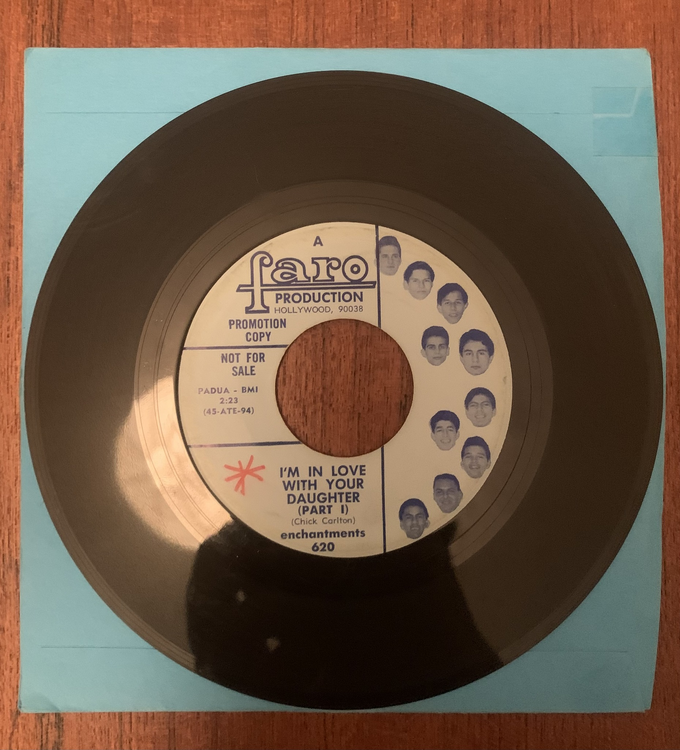 A
faro
PRODUCTION
HOLLYWOOD, 90038
PROMOTION
COPY
NOT FOR
SALE
PADUA - BMI
2:23
(45-ATE-94)
I'M IN LOVE
WITH YOUR
DAUGHTER
(PART I)
(Chick Carlton)
enchantments
620